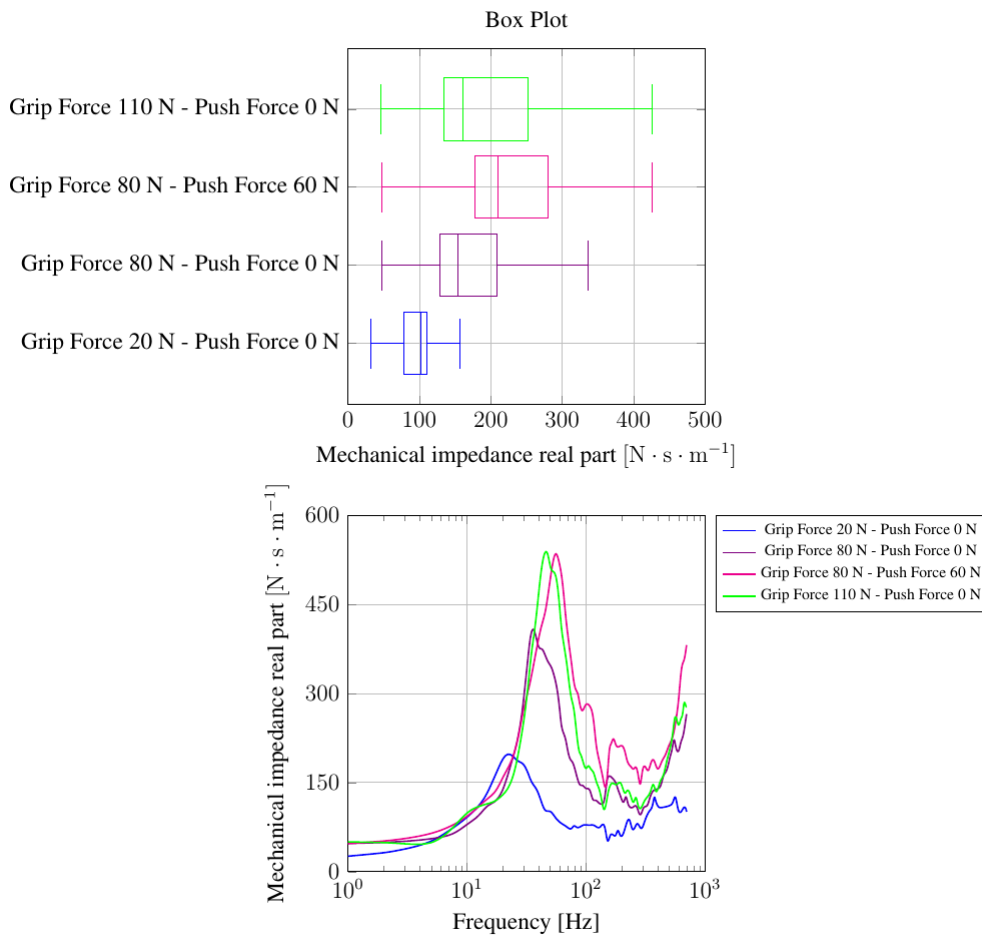 Box Plot
Grip Force 110 N - Push Force 0 N
Grip Force 80 N - Push Force 60 N
Grip Force 80 N - Push Force 0 N
Grip Force 20 N - Push Force 0 N
0 100 200 300 400 500
Mechanical impedance real part [N · s · m⁻¹]
Mechanical impedance real part [N · s · m⁻¹]
600
450
300
150
0
10⁰ 10¹ 10² 10³
Frequency [Hz]
Grip Force 20 N - Push Force 0 N
Grip Force 80 N - Push Force 0 N
Grip Force 80 N - Push Force 60 N
Grip Force 110 N - Push Force 0 N